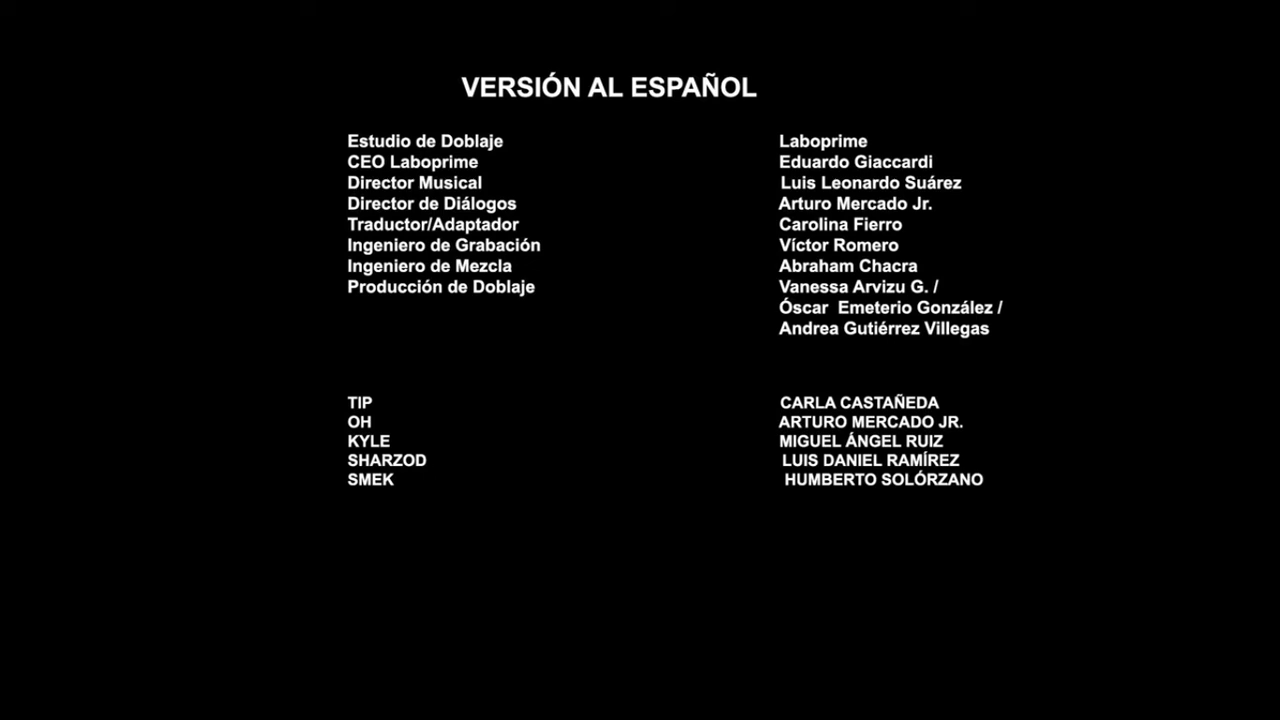 VERSIÓN AL ESPAÑOL
Estudio de Doblaje Laboprime
CEO Laboprime Eduardo Giaccardi
Director Musical Luis Leonardo Suárez
Director de Diálogos Arturo Mercado Jr.
Traductor/Adaptador Carolina Fierro
Ingeniero de Grabación Víctor Romero
Ingeniero de Mezcla Abraham Chacra
Producción de Doblaje Vanessa Arvizu G. /
Óscar  Emeterio González /
Andrea Gutiérrez Villegas
TIP CARLA CASTAÑEDA
OH ARTURO MERCADO JR.
KYLE MIGUEL ÁNGEL RUIZ
SHARZOD LUIS DANIEL RAMÍREZ
SMEK HUMBERTO SOLÓRZANO